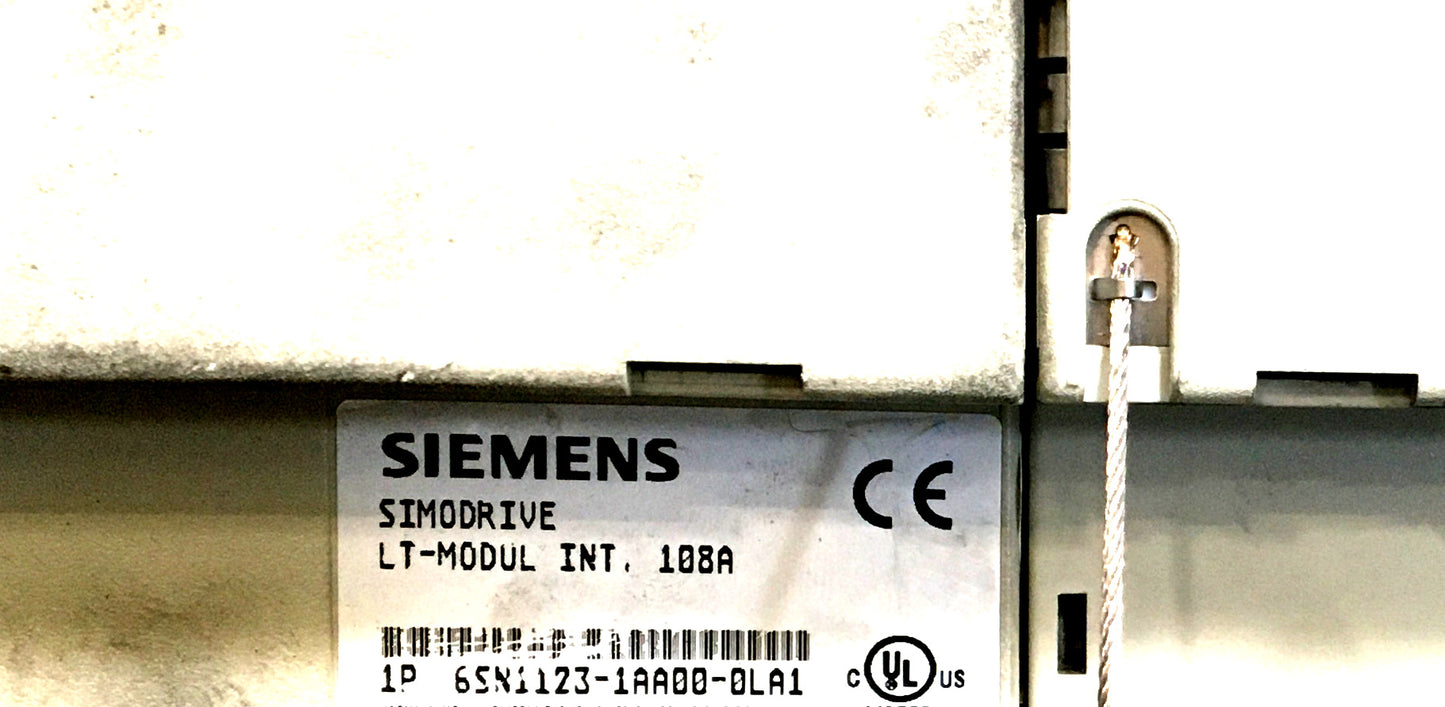 SIEMENS
CE
SIMODRIVE
LT-MODUL INT. 108A
1P 6SN1123-1AA00-0LA1
C UL US